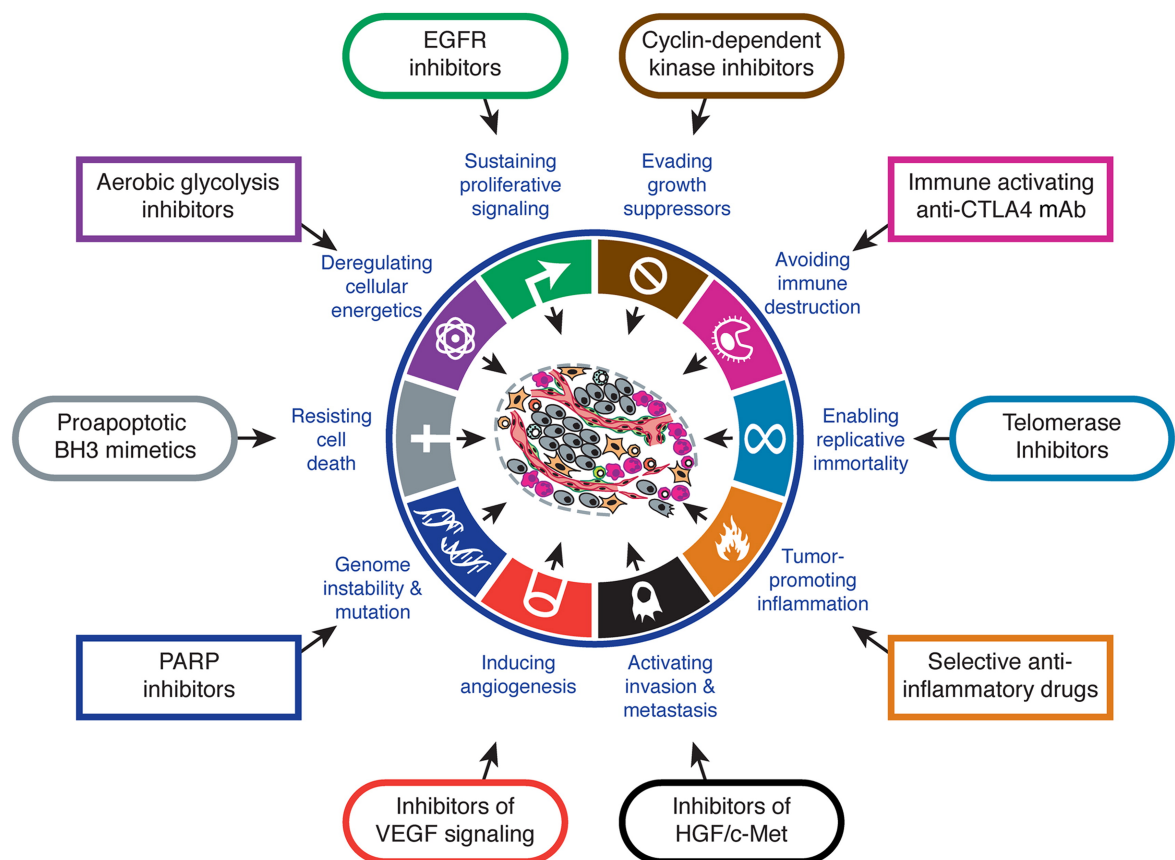 EGFR
inhibitors
Cyclin-dependent
kinase inhibitors
Sustaining
proliferative
signaling
Evading
growth
suppressors
Aerobic glycolysis
inhibitors
Immune activating
anti-CTLA4 mAb
Deregulating
cellular
energetics
Avoiding
immune
destruction
Proapoptotic
BH3 mimetics
Resisting
cell
death
Enabling
replicative
immortality
Telomerase
Inhibitors
Genome
instability &
mutation
Tumor-
promoting
inflammation
PARP
inhibitors
Inducing
angiogenesis
Activating
invasion &
metastasis
Selective anti-
inflammatory drugs
Inhibitors of
VEGF signaling
Inhibitors of
HGF/c-Met